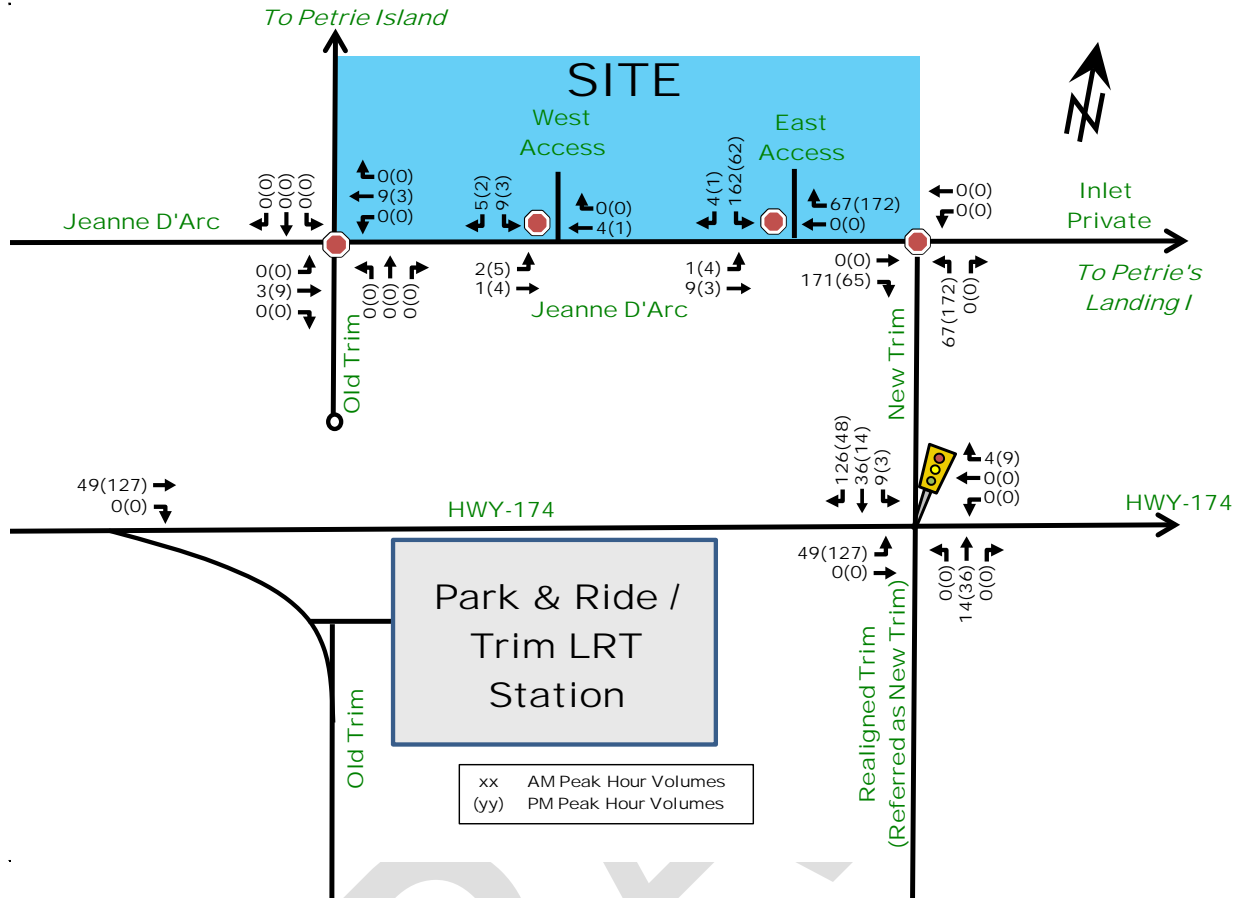 To Petrie Island
SITE
West
Access
East
Access
Jeanne D'Arc
0(0)
0(0)
0(0)
0(0)
9(3)
0(0)
5(2)
9(3)
0(0)
4(1)
4(1)
162(62)
67(172)
0(0)
0(0)
0(0)
Inlet
Private
0(0)
3(9)
0(0)
0(0)
0(0)
0(0)
2(5)
1(4)
Jeanne D'Arc
1(4)
9(3)
0(0)
171(65)
67(172)
0(0)
To Petrie's
Landing I
Old Trim
New Trim
49(127)
0(0)
HWY-174
126(48)
36(14)
9(3)
4(9)
0(0)
0(0)
HWY-174
49(127)
0(0)
0(0)
14(36)
0(0)
Park & Ride /
Trim LRT
Station
Old Trim
Realigned Trim
(Referred as New Trim)
xx AM Peak Hour Volumes
(yy) PM Peak Hour Volumes